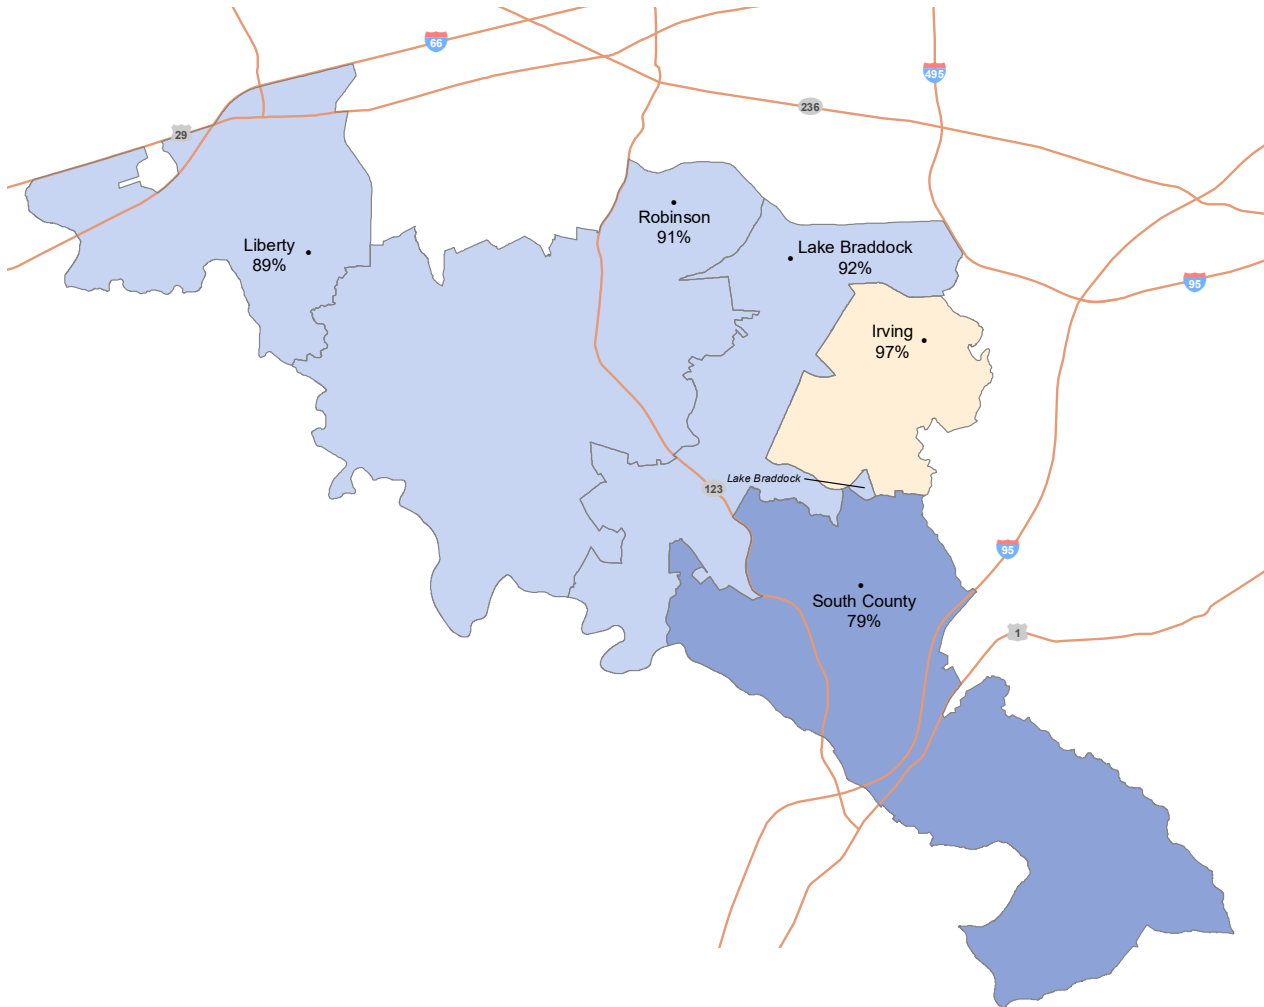 66
495
236
29
Robinson
91%
Liberty
89%
Lake Braddock
92%
95
Irving
97%
Lake Braddock
123
95
South County
79%
1